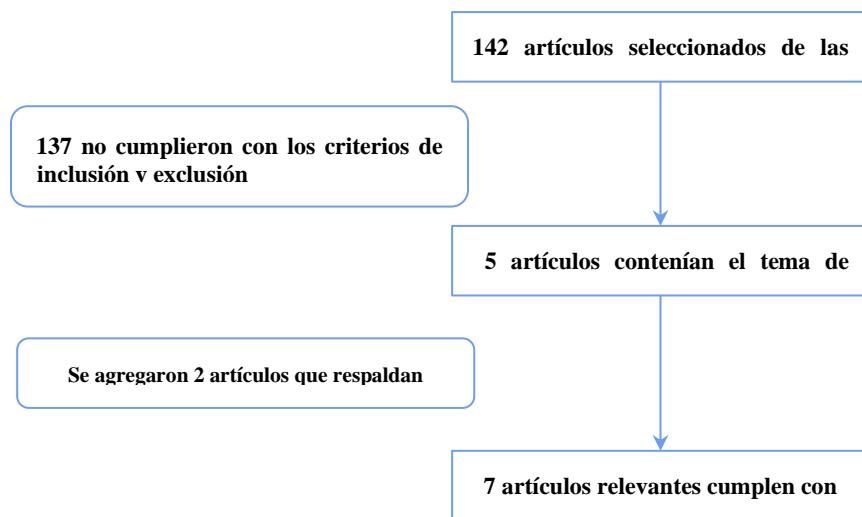 142 artículos seleccionados de las
137 no cumplieron con los criterios de
inclusión y exclusión
5 artículos contenían el tema de
Se agregaron 2 artículos que respaldan
7 artículos relevantes cumplen con